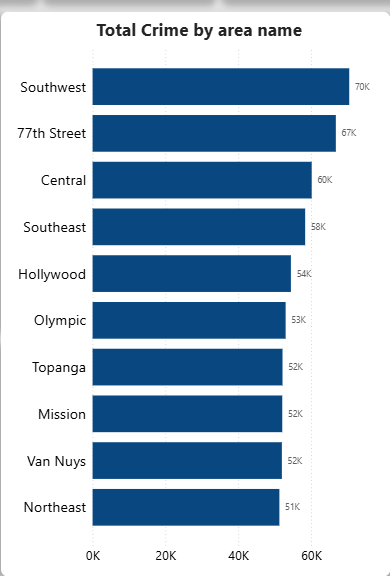 Total Crime by area name
Southwest 70K
77th Street 67K
Central 60K
Southeast 58K
Hollywood 54K
Olympic 53K
Topanga 52K
Mission 52K
Van Nuys 52K
Northeast 51K
0K 20K 40K 60K